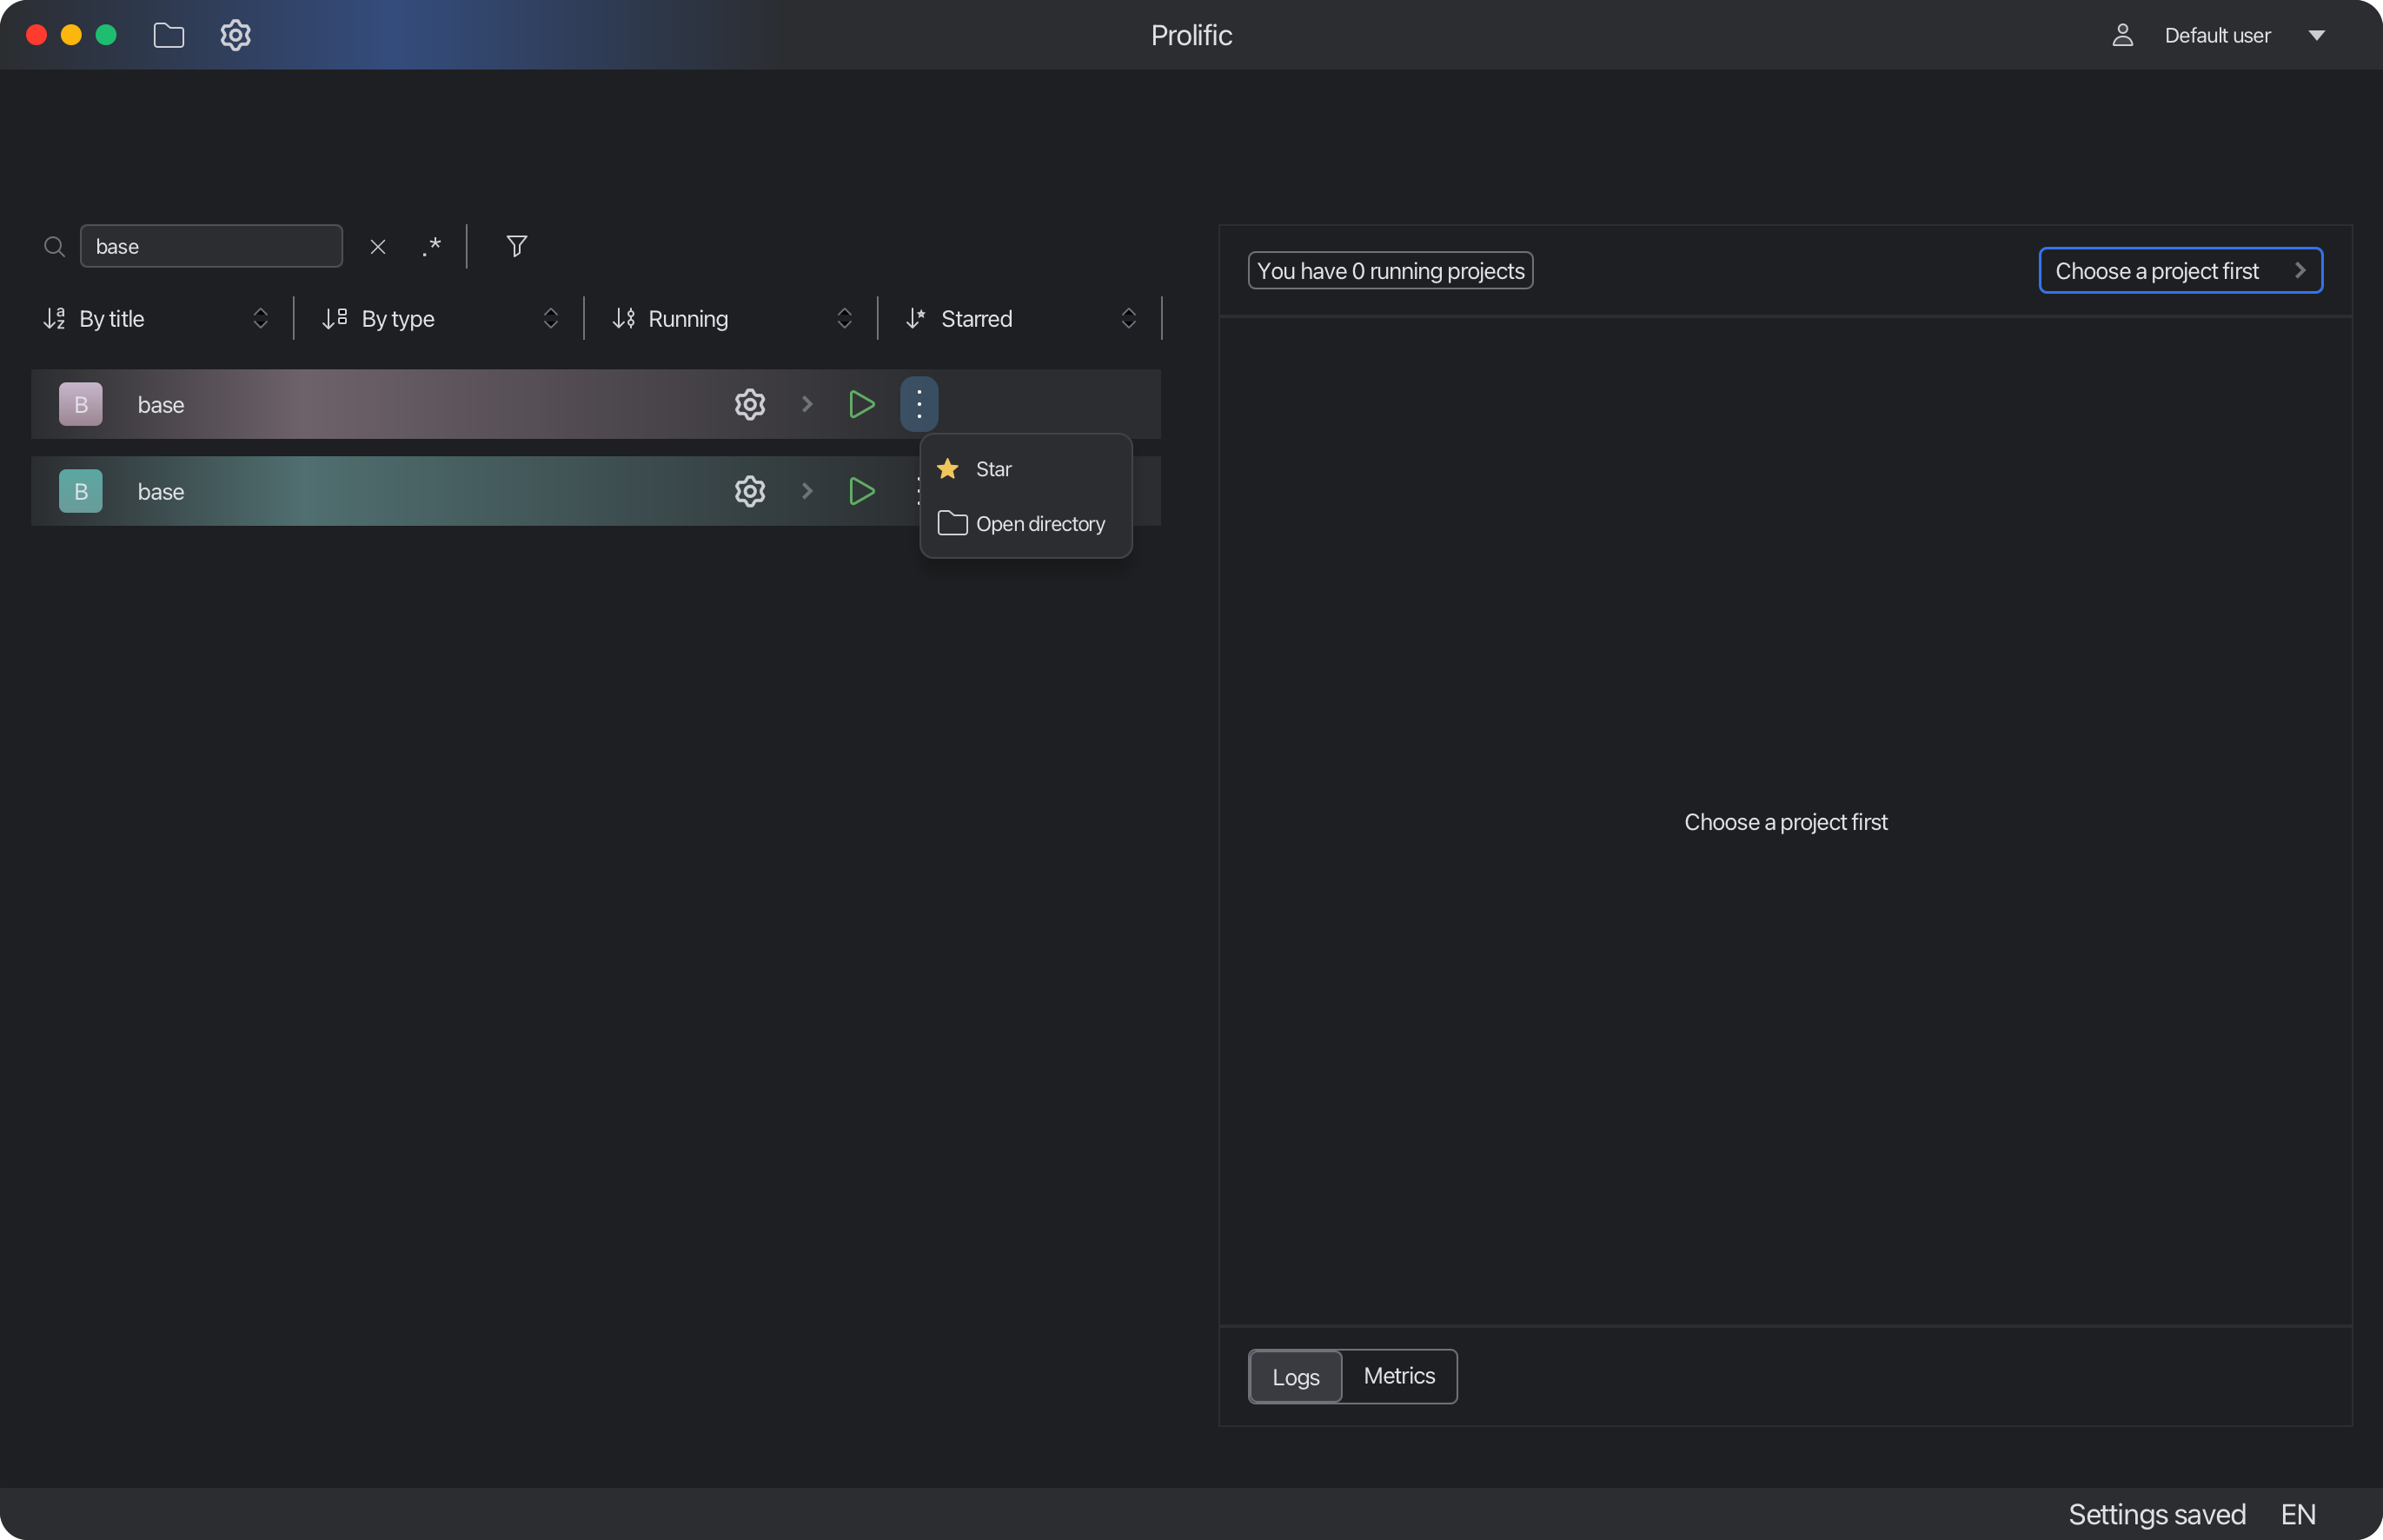 Prolific
Default user
base
.*
By title
By type
Running
Starred
B base
B base
Star
Open directory
You have 0 running projects
Choose a project first
Choose a project first
Logs
Metrics
Settings saved
EN